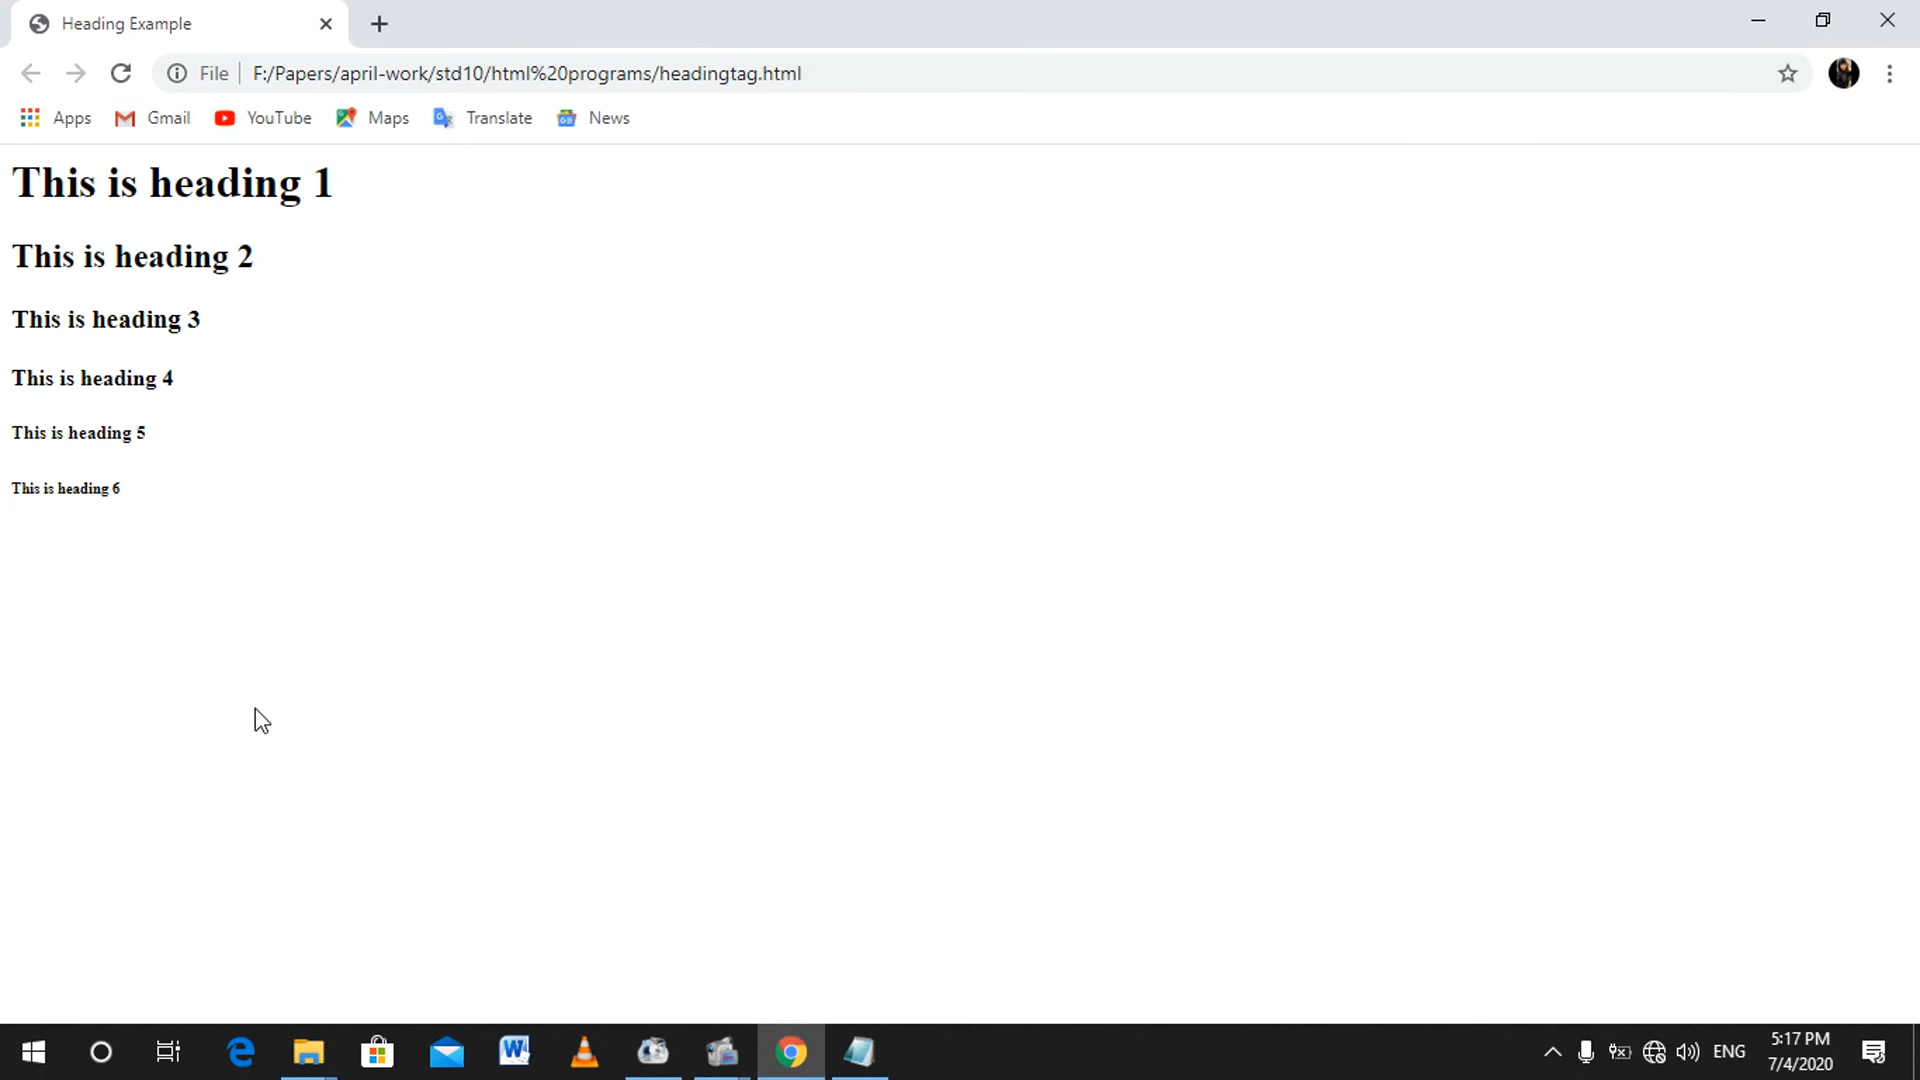 Heading Example
File
F:/Papers/april-work/std10/html%20programs/headingtag.html
Apps Gmail YouTube Maps Translate News
This is heading 1
This is heading 2
This is heading 3
This is heading 4
This is heading 5
This is heading 6
ENG
5:17 PM
7/4/2020